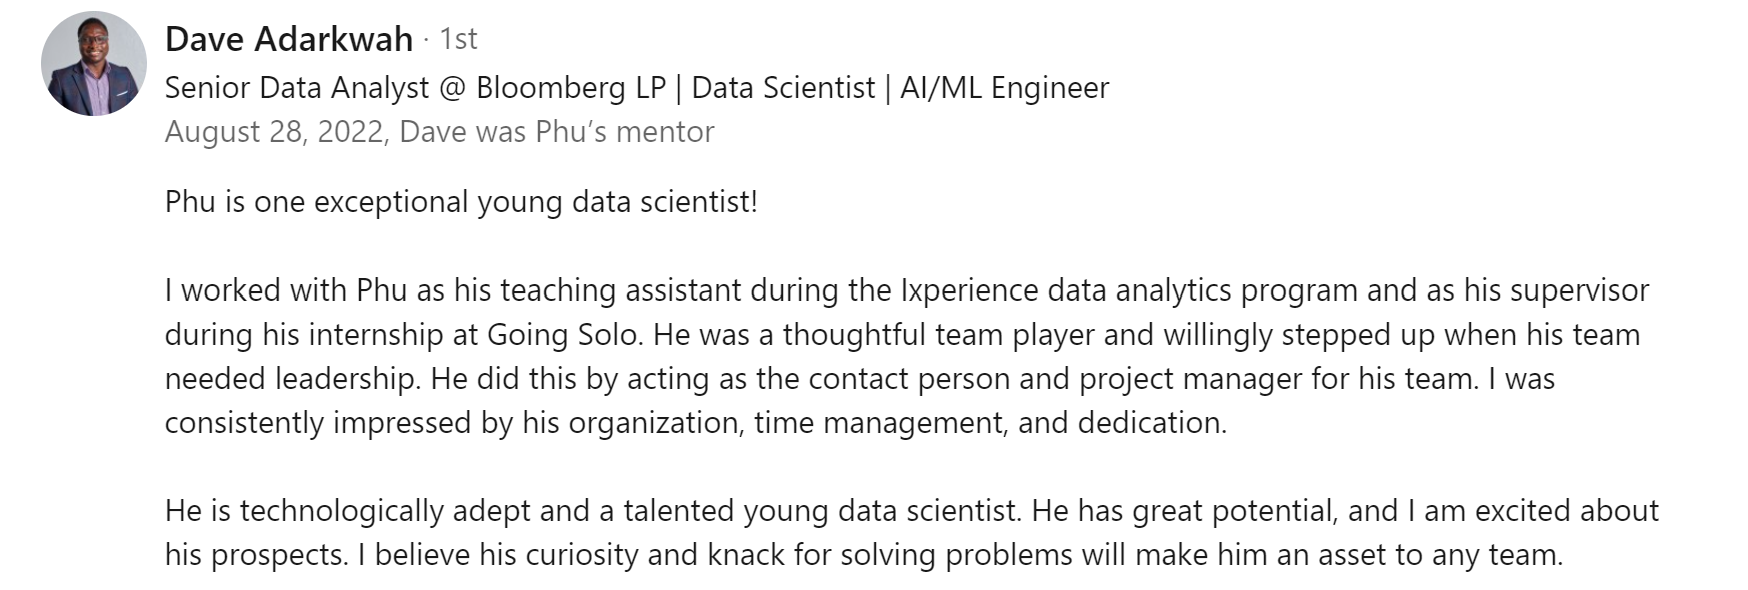 Dave Adarkwah · 1st
Senior Data Analyst @ Bloomberg LP | Data Scientist | AI/ML Engineer
August 28, 2022, Dave was Phu’s mentor
Phu is one exceptional young data scientist!
I worked with Phu as his teaching assistant during the Ixperience data analytics program and as his supervisor
during his internship at Going Solo. He was a thoughtful team player and willingly stepped up when his team
needed leadership. He did this by acting as the contact person and project manager for his team. I was
consistently impressed by his organization, time management, and dedication.
He is technologically adept and a talented young data scientist. He has great potential, and I am excited about
his prospects. I believe his curiosity and knack for solving problems will make him an asset to any team.